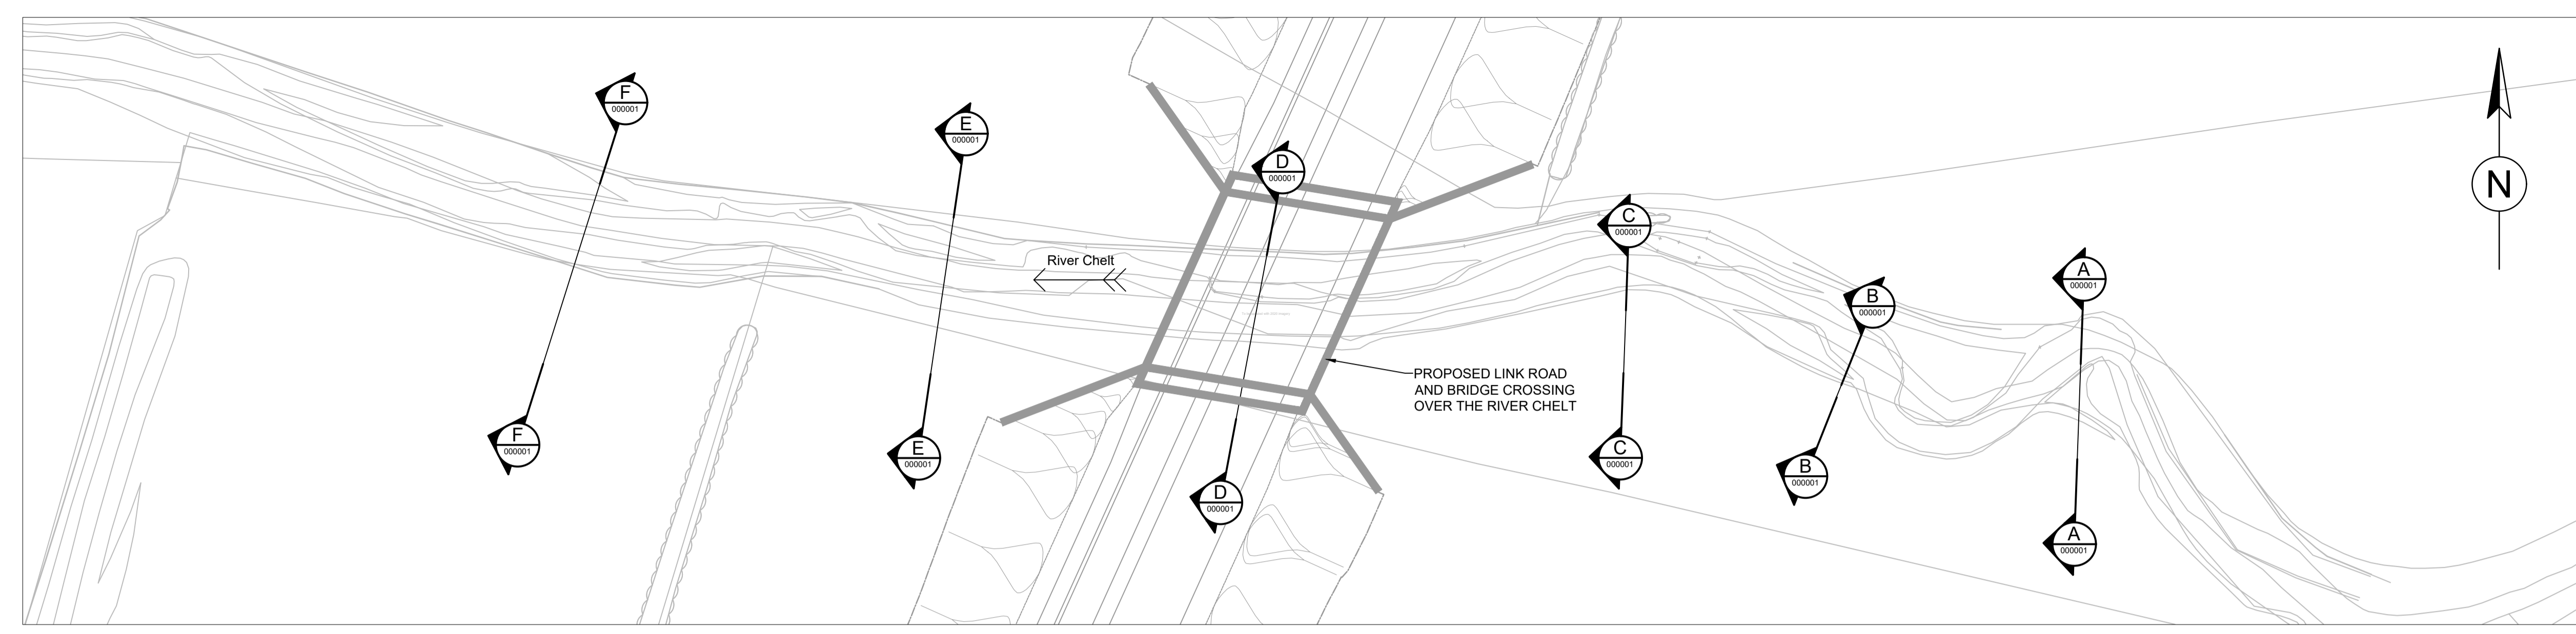 F
000001
E
000001
D
000001
C
000001
N
A
000001
B
000001
River Chelt
PROPOSED LINK ROAD
AND BRIDGE CROSSING
OVER THE RIVER CHELT
F
000001
E
000001
C
000001
B
000001
D
000001
A
000001